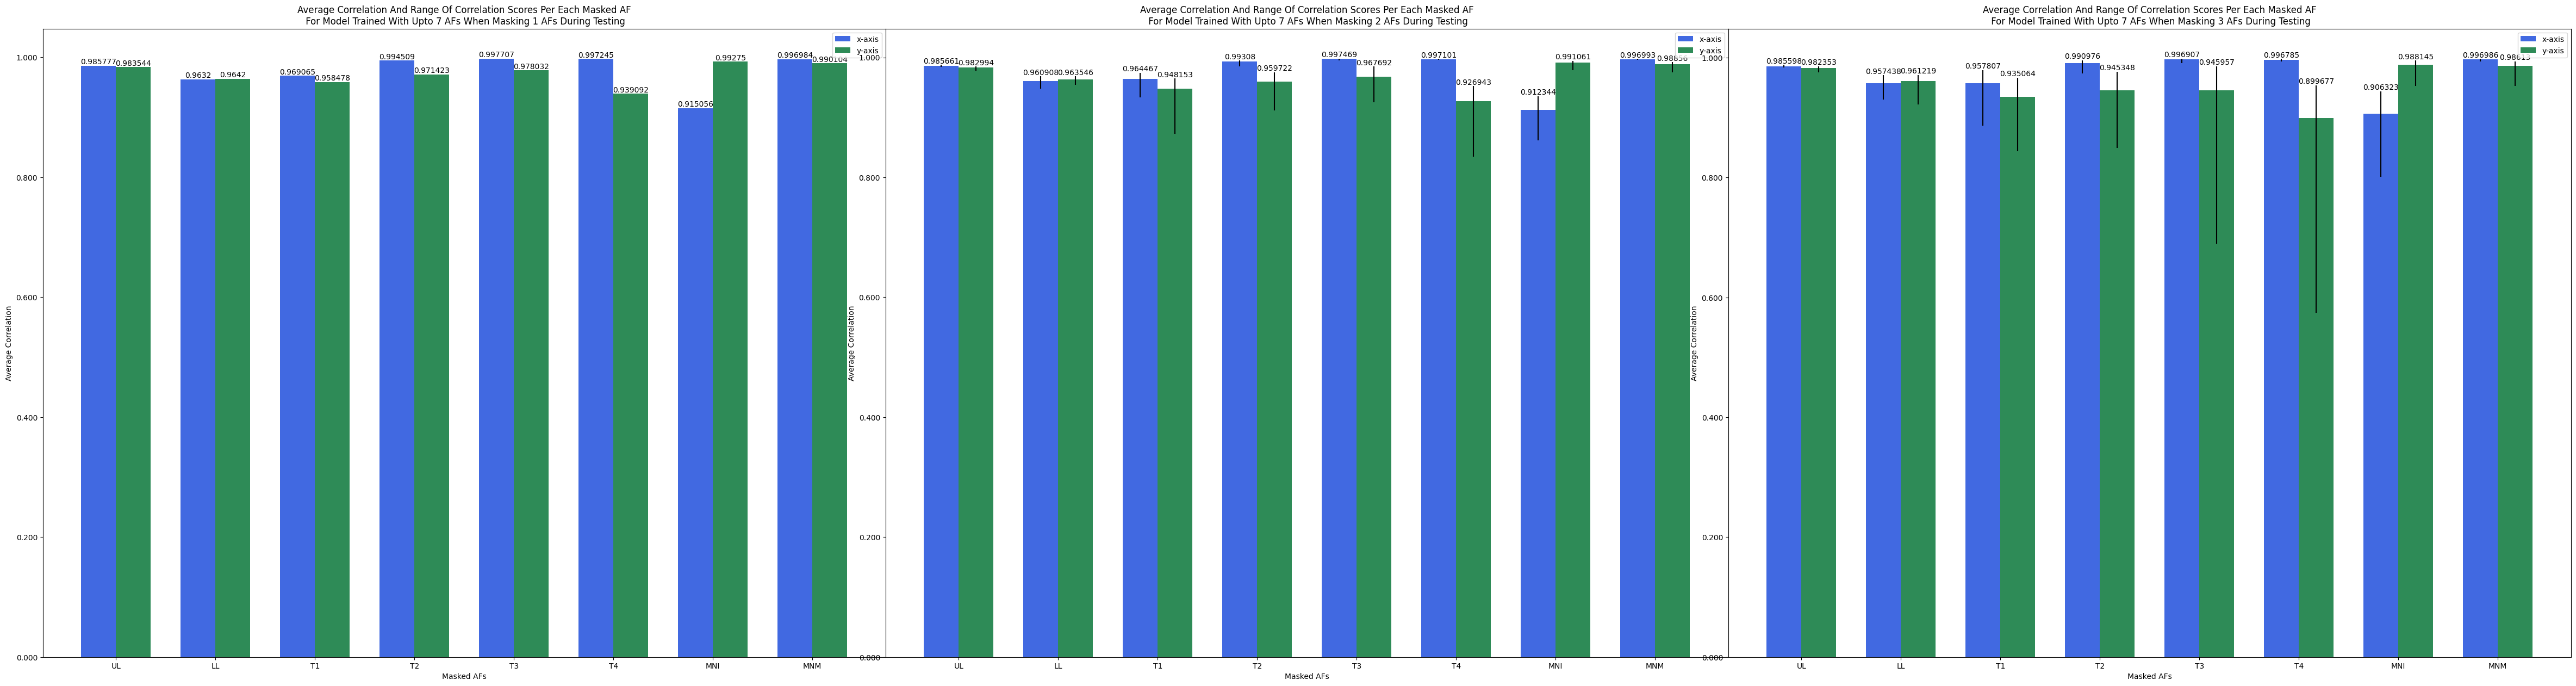 Average Correlation And Range Of Correlation Scores Per Each Masked AF
For Model Trained With Upto 7 AFs When Masking 1 AFs During Testing
x-axis
y-axis
1.000
0.800
0.600
0.400
0.200
0.000
Average Correlation
0.985777
0.983544
0.9632
0.9642
0.969065
0.958478
0.994509
0.971423
0.997707
0.978032
0.997245
0.939092
0.915056
0.99275
0.996984
0.990104
UL
LL
T1
T2
T3
T4
MNI
MNM
Masked AFs
Average Correlation And Range Of Correlation Scores Per Each Masked AF
For Model Trained With Upto 7 AFs When Masking 2 AFs During Testing
x-axis
y-axis
1.000
0.800
0.600
0.400
0.200
0.000
Average Correlation
0.985661
0.982994
0.960908
0.963546
0.964467
0.948153
0.99308
0.959722
0.997469
0.967692
0.997101
0.926943
0.912344
0.991061
0.996993
UL
LL
T1
T2
T3
T4
MNI
MNM
Masked AFs
Average Correlation And Range Of Correlation Scores Per Each Masked AF
For Model Trained With Upto 7 AFs When Masking 3 AFs During Testing
x-axis
y-axis
1.000
0.800
0.600
0.400
0.200
0.000
Average Correlation
0.985598
0.982353
0.957438
0.961219
0.957807
0.935064
0.990976
0.945348
0.996907
0.945957
0.996785
0.899677
0.906323
0.988145
0.996986
UL
LL
T1
T2
T3
T4
MNI
MNM
Masked AFs